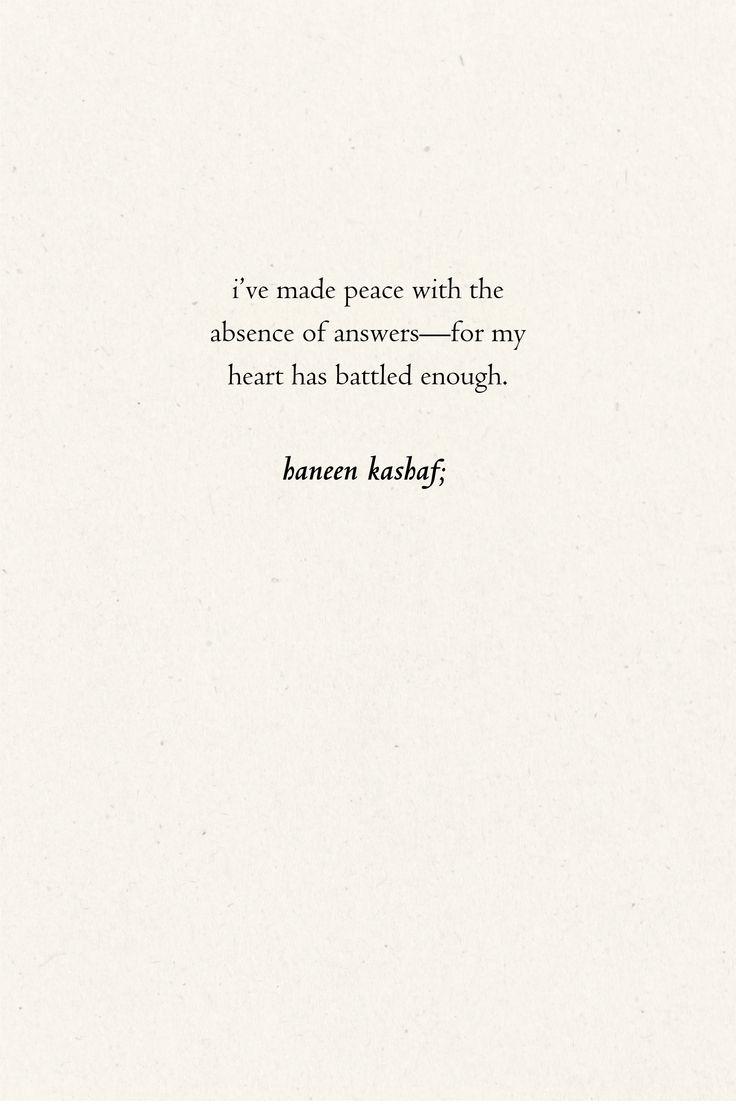 i’ve made peace with the
absence of answers—for my
heart has battled enough.
haneen kashaf;